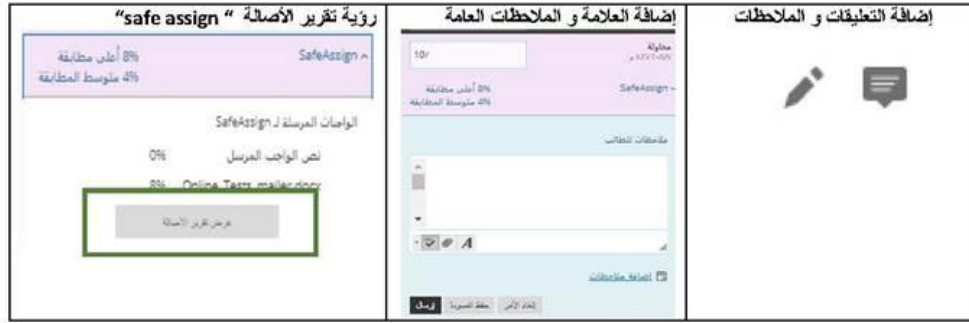 إضافة التعليقات و الملاحظات
إضافة العلامة و الملاحظات العامة
محاولة
/10
SafeAssign
8% أعلى مطابقة
4% متوسط المطابقة
ملاحظات للطالب
إضافة ملاحظات
إلغاء الأمر
حفظ المسودة
إرسال
رؤية تقرير الأصالة “ safe assign”
SafeAssign
8% أعلى مطابقة
4% متوسط المطابقة
الواجبات المرسلة لـ SafeAssign
نص الواجب المرسل 0%
Online_Tests_mailer.docx 8%
عرض تقرير الأصالة